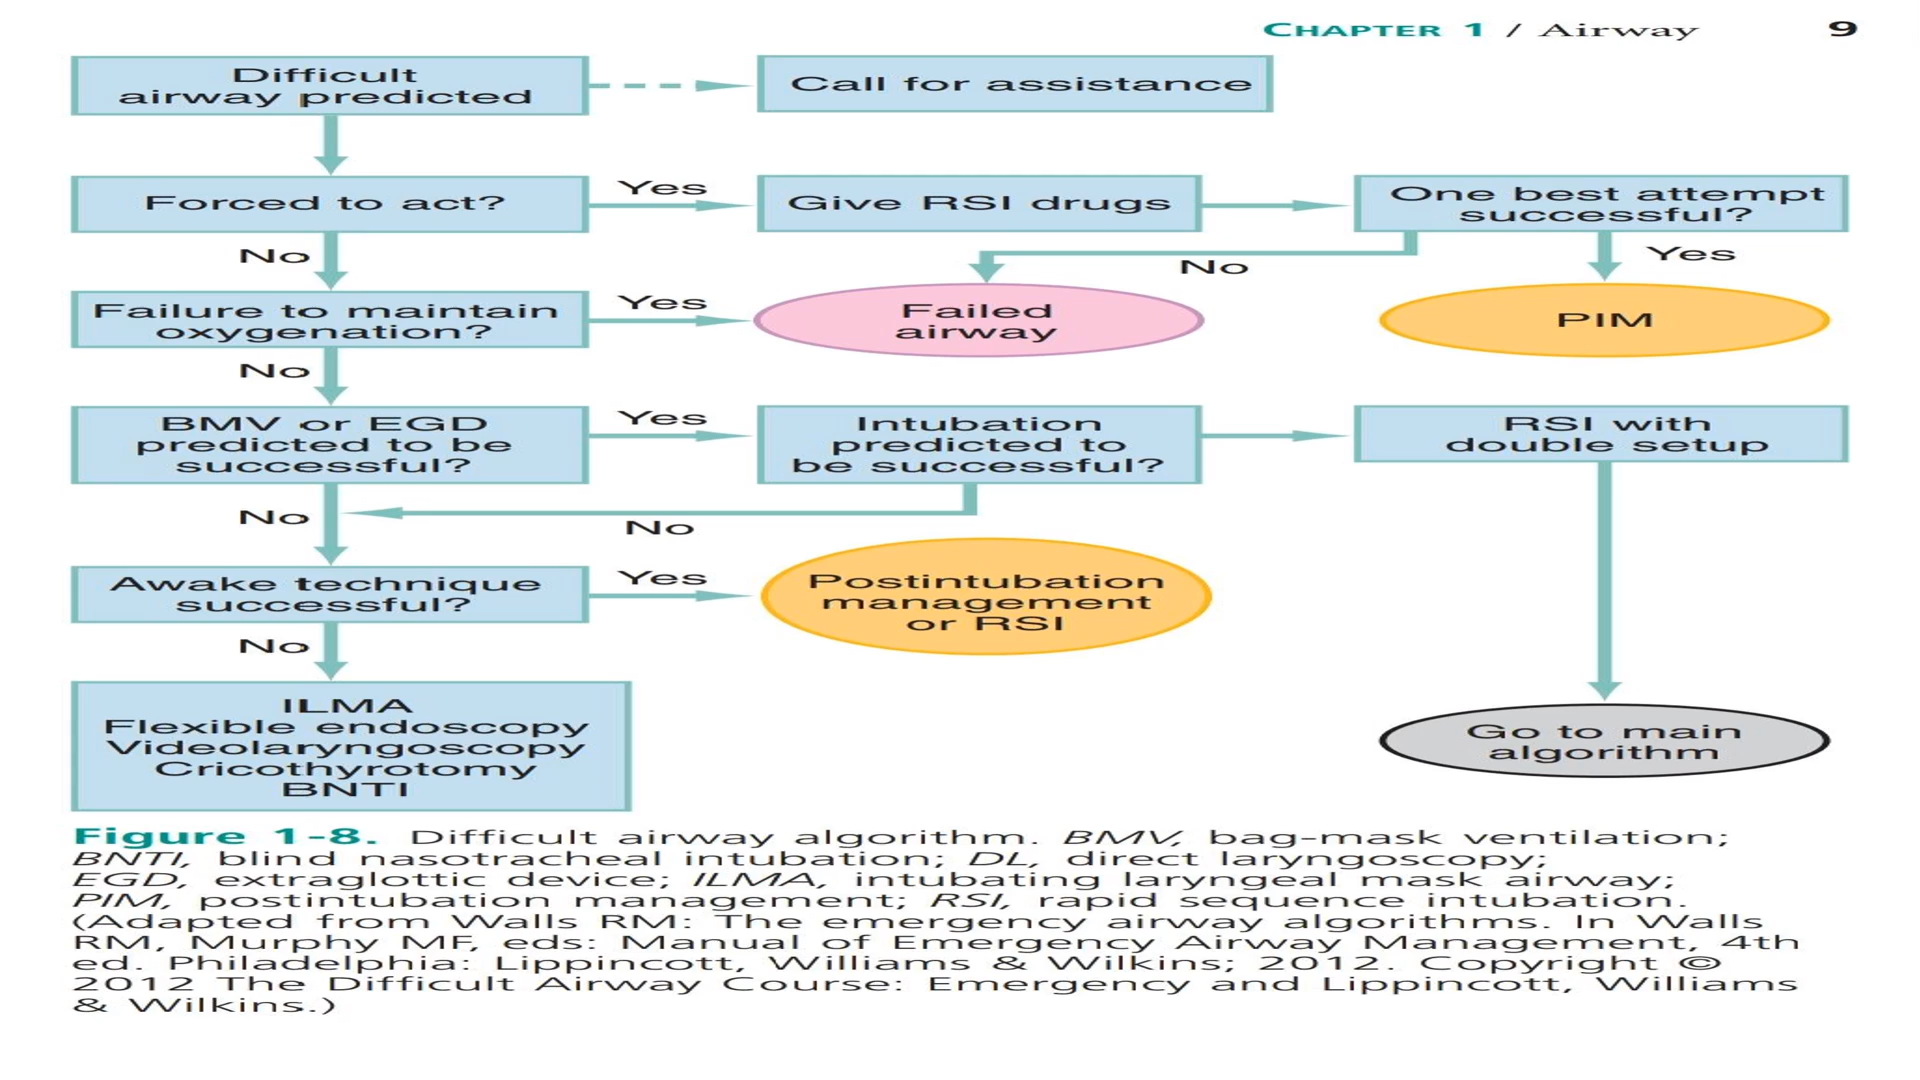 CHAPTER 1 / Airway 9
Difficult
airway predicted
Call for assistance
Forced to act?
Yes
Give RSI drugs
One best attempt
successful?
No
No
Yes
Failure to maintain
oxygenation?
Yes
Failed
airway
PIM
No
BMV or EGD
predicted to be
successful?
Yes
Intubation
predicted to
be successful?
RSI with
double setup
No
No
Awake technique
successful?
Yes
Postintubation
management
or RSI
No
ILMA
Flexible endoscopy
Videolaryngoscopy
Cricothyrotomy
BNTI
Go to main
algorithm
Figure 1-8. Difficult airway algorithm. BMV, bag-mask ventilation;
BNTI, blind nasotracheal intubation; DL, direct laryngoscopy;
EGD, extraglottic device; ILMA, intubating laryngeal mask airway;
PIM, postintubation management; RSI, rapid sequence intubation.
(Adapted from Walls RM: The emergency airway algorithms. In Walls
RM, Murphy MF, eds: Manual of Emergency Airway Management, 4th
ed. Philadelphia: Lippincott, Williams & Wilkins; 2012. Copyright ©
2012 The Difficult Airway Course: Emergency and Lippincott, Williams
& Wilkins.)